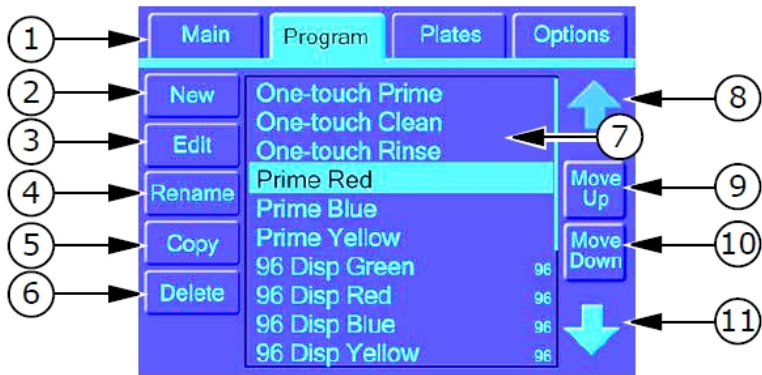 Main Program Plates Options
1
2 New
3 Edit
4 Rename
5 Copy
6 Delete
One-touch Prime
One-touch Clean
One-touch Rinse
Prime Red
Prime Blue
Prime Yellow
96 Disp Green 96
96 Disp Red 96
96 Disp Blue 96
96 Disp Yellow 96
7
8
Move
Up
9
Move
Down
10
11